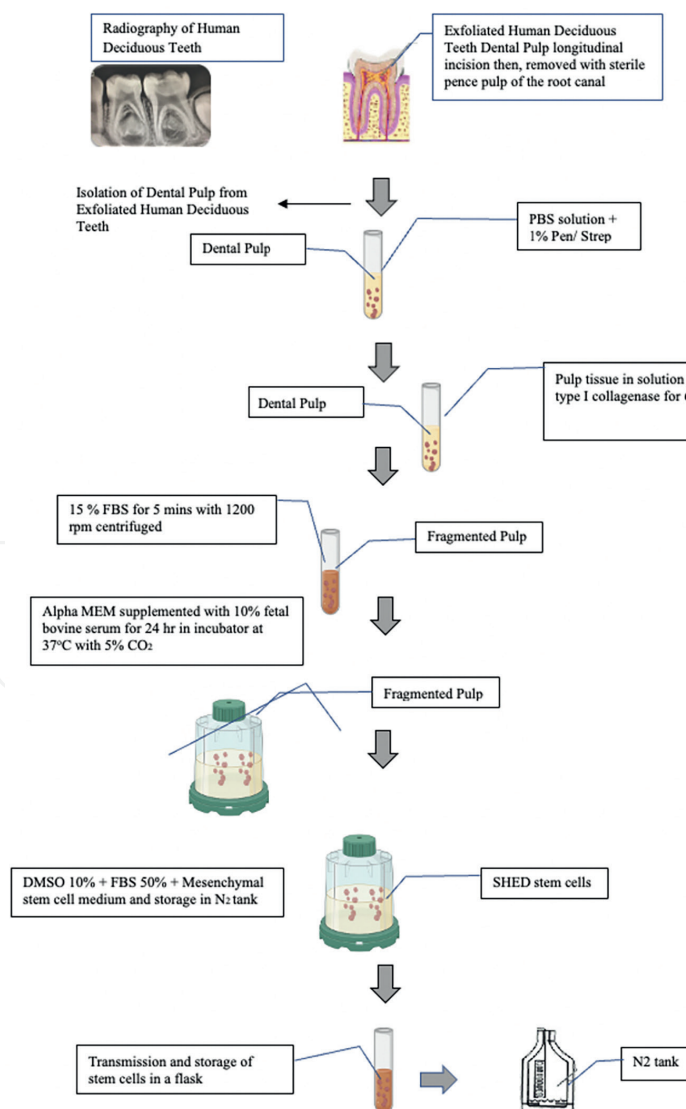 Radiography of Human
Deciduous Teeth
Exfoliated Human Deciduous
Teeth Dental Pulp longitudinal
incision then, removed with sterile
pence pulp of the root canal
Isolation of Dental Pulp from
Exfoliated Human Deciduous
Teeth
PBS solution +
1% Pen/ Strep
Dental Pulp
Pulp tissue in solution
type I collagenase for
Dental Pulp
15 % FBS for 5 mins with 1200
rpm centrifuged
Fragmented Pulp
Alpha MEM supplemented with 10% fetal
bovine serum for 24 hr in incubator at
37°C with 5% CO₂
Fragmented Pulp
DMSO 10% + FBS 50% + Mesenchymal
stem cell medium and storage in N₂ tank
SHED stem cells
Transmission and storage of
stem cells in a flask
N2 tank